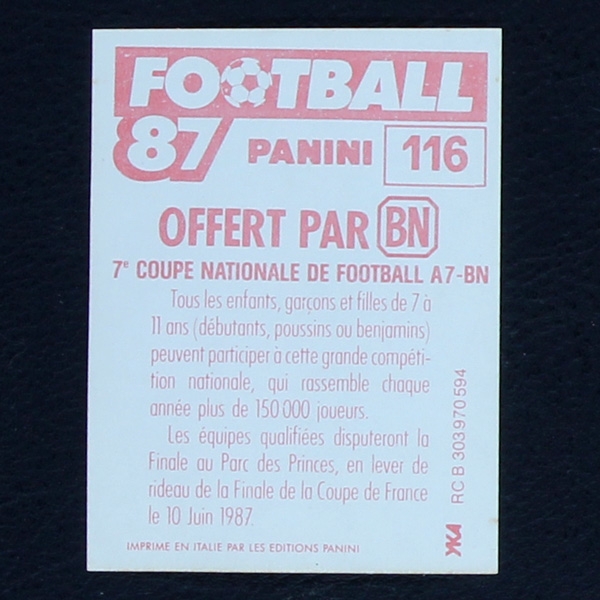 FOOTBALL
87 PANINI 116
OFFERT PAR BN
7e COUPE NATIONALE DE FOOTBALL A7-BN
Tous les enfants, garçons et filles de 7 à
11 ans (débutants, poussins ou benjamins)
peuvent participer à cette grande compéti-
tion nationale, qui rassemble chaque
année plus de 150 000 joueurs.
Les équipes qualifiées disputeront la
Finale au Parc des Princes, en lever de
rideau de la Finale de la Coupe de France
le 10 Juin 1987.
IMPRIME EN ITALIE PAR LES EDITIONS PANINI
RC B 303 970 594